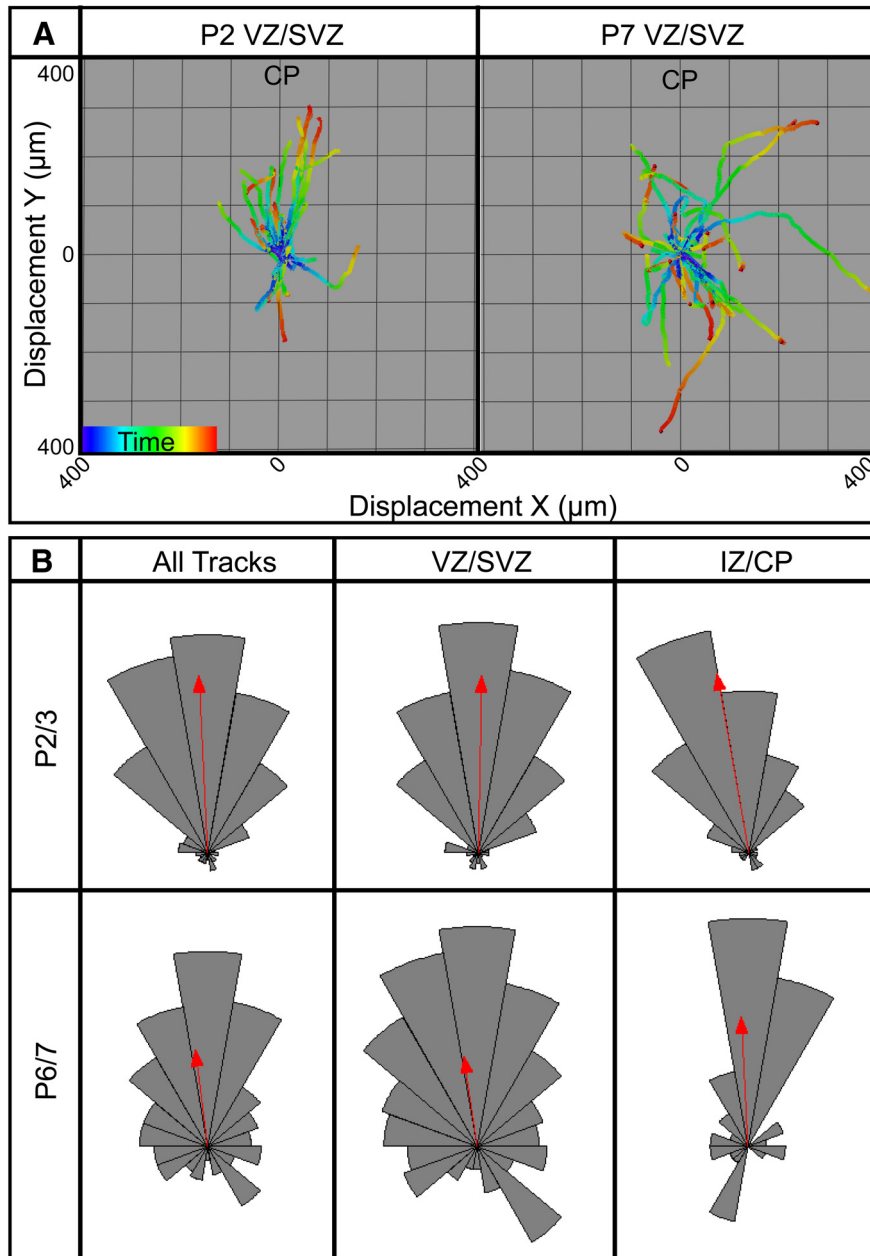 A
P2 VZ/SVZ
P7 VZ/SVZ
400
CP
CP
Displacement Y (µm)
0
Time
400
400
0
400
0
400
Displacement X (µm)
B
All Tracks
VZ/SVZ
IZ/CP
P2/3
P6/7